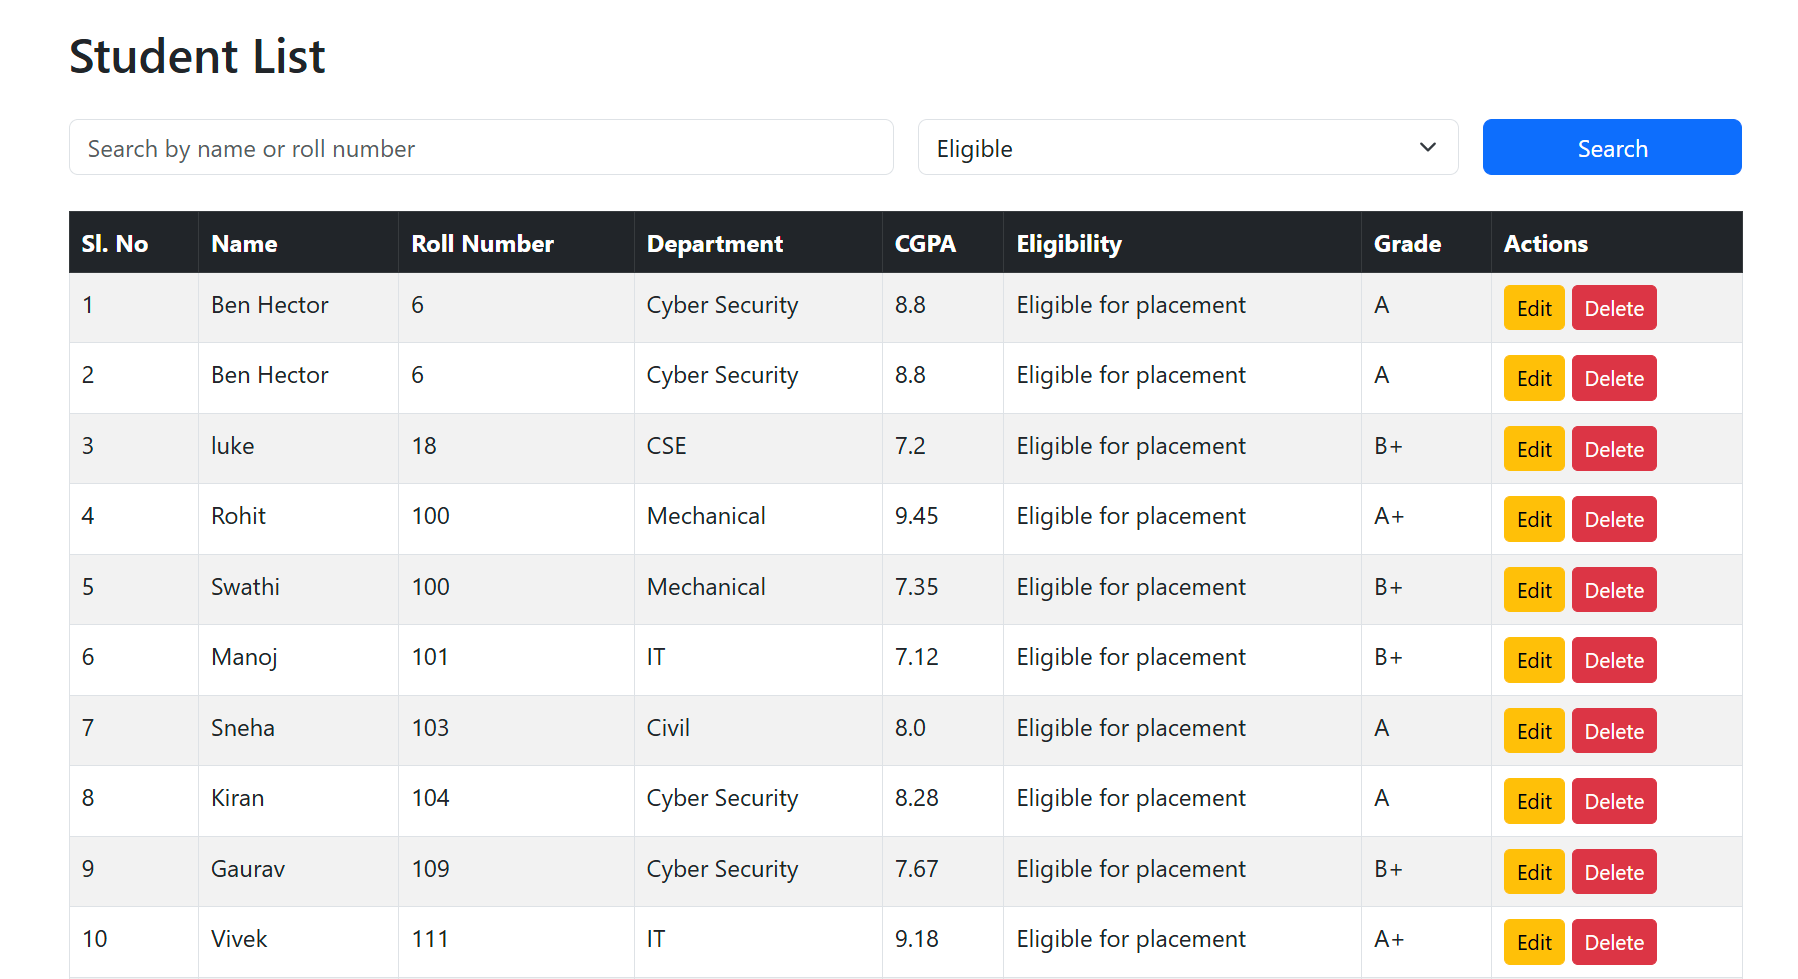 Student List
Search by name or roll number Eligible Search
Sl. No Name Roll Number Department CGPA Eligibility Grade Actions
1 Ben Hector 6 Cyber Security 8.8 Eligible for placement A Edit Delete
2 Ben Hector 6 Cyber Security 8.8 Eligible for placement A Edit Delete
3 luke 18 CSE 7.2 Eligible for placement B+ Edit Delete
4 Rohit 100 Mechanical 9.45 Eligible for placement A+ Edit Delete
5 Swathi 100 Mechanical 7.35 Eligible for placement B+ Edit Delete
6 Manoj 101 IT 7.12 Eligible for placement B+ Edit Delete
7 Sneha 103 Civil 8.0 Eligible for placement A Edit Delete
8 Kiran 104 Cyber Security 8.28 Eligible for placement A Edit Delete
9 Gaurav 109 Cyber Security 7.67 Eligible for placement B+ Edit Delete
10 Vivek 111 IT 9.18 Eligible for placement A+ Edit Delete